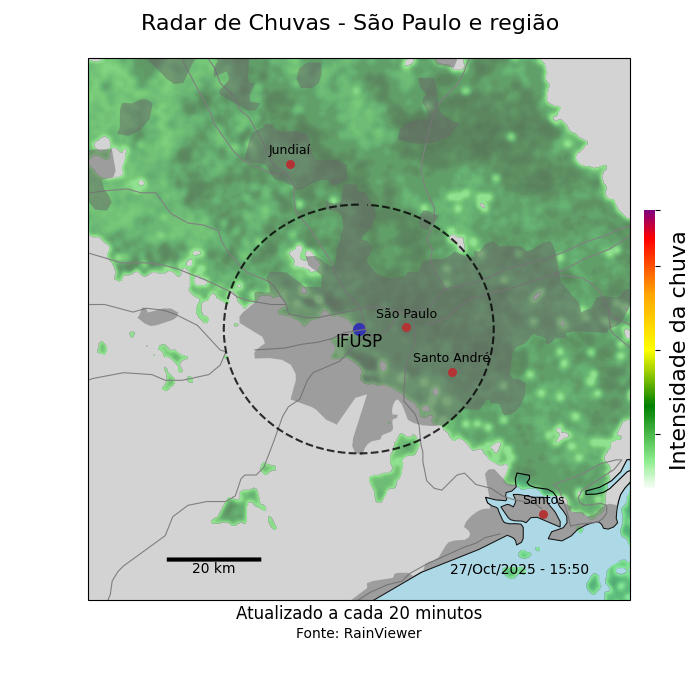 Radar de Chuvas - São Paulo e região
Jundiaí
São Paulo
IFUSP
Santo André
Intensidade da chuva
Santos
20 km
27/Oct/2025 - 15:50
Atualizado a cada 20 minutos
Fonte: RainViewer